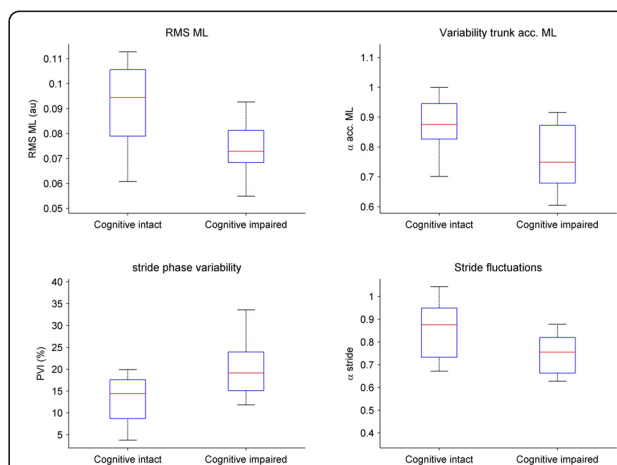 RMS ML
0.11
0.1
0.09
0.08
0.07
0.06
0.05
RMS ML (au)
Cognitive intact
Cognitive impaired
Variability trunk acc. ML
1.1
1
0.9
0.8
0.7
0.6
α acc. ML
Cognitive intact
Cognitive impaired
stride phase variability
40
35
30
25
20
15
10
5
PVI (%)
Cognitive intact
Cognitive impaired
Stride fluctuations
1
0.9
0.8
0.7
0.6
0.5
0.4
α stride
Cognitive intact
Cognitive impaired